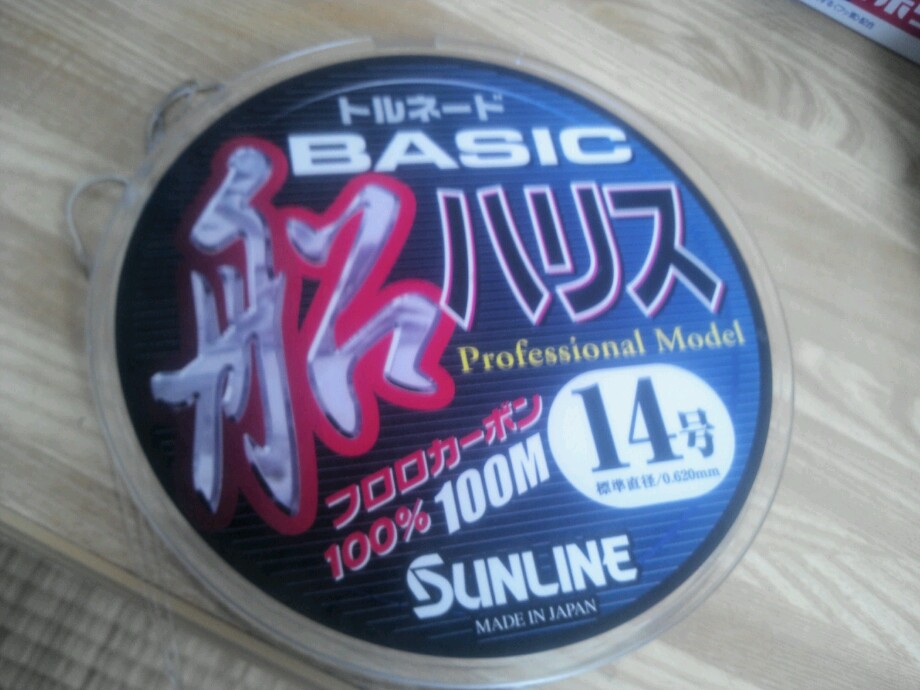 トルネード
BASIC
船 ハリス
Professional Model
14号
標準直径/0.620mm
フロロカーボン
100% 100M
SUNLINE
MADE IN JAPAN